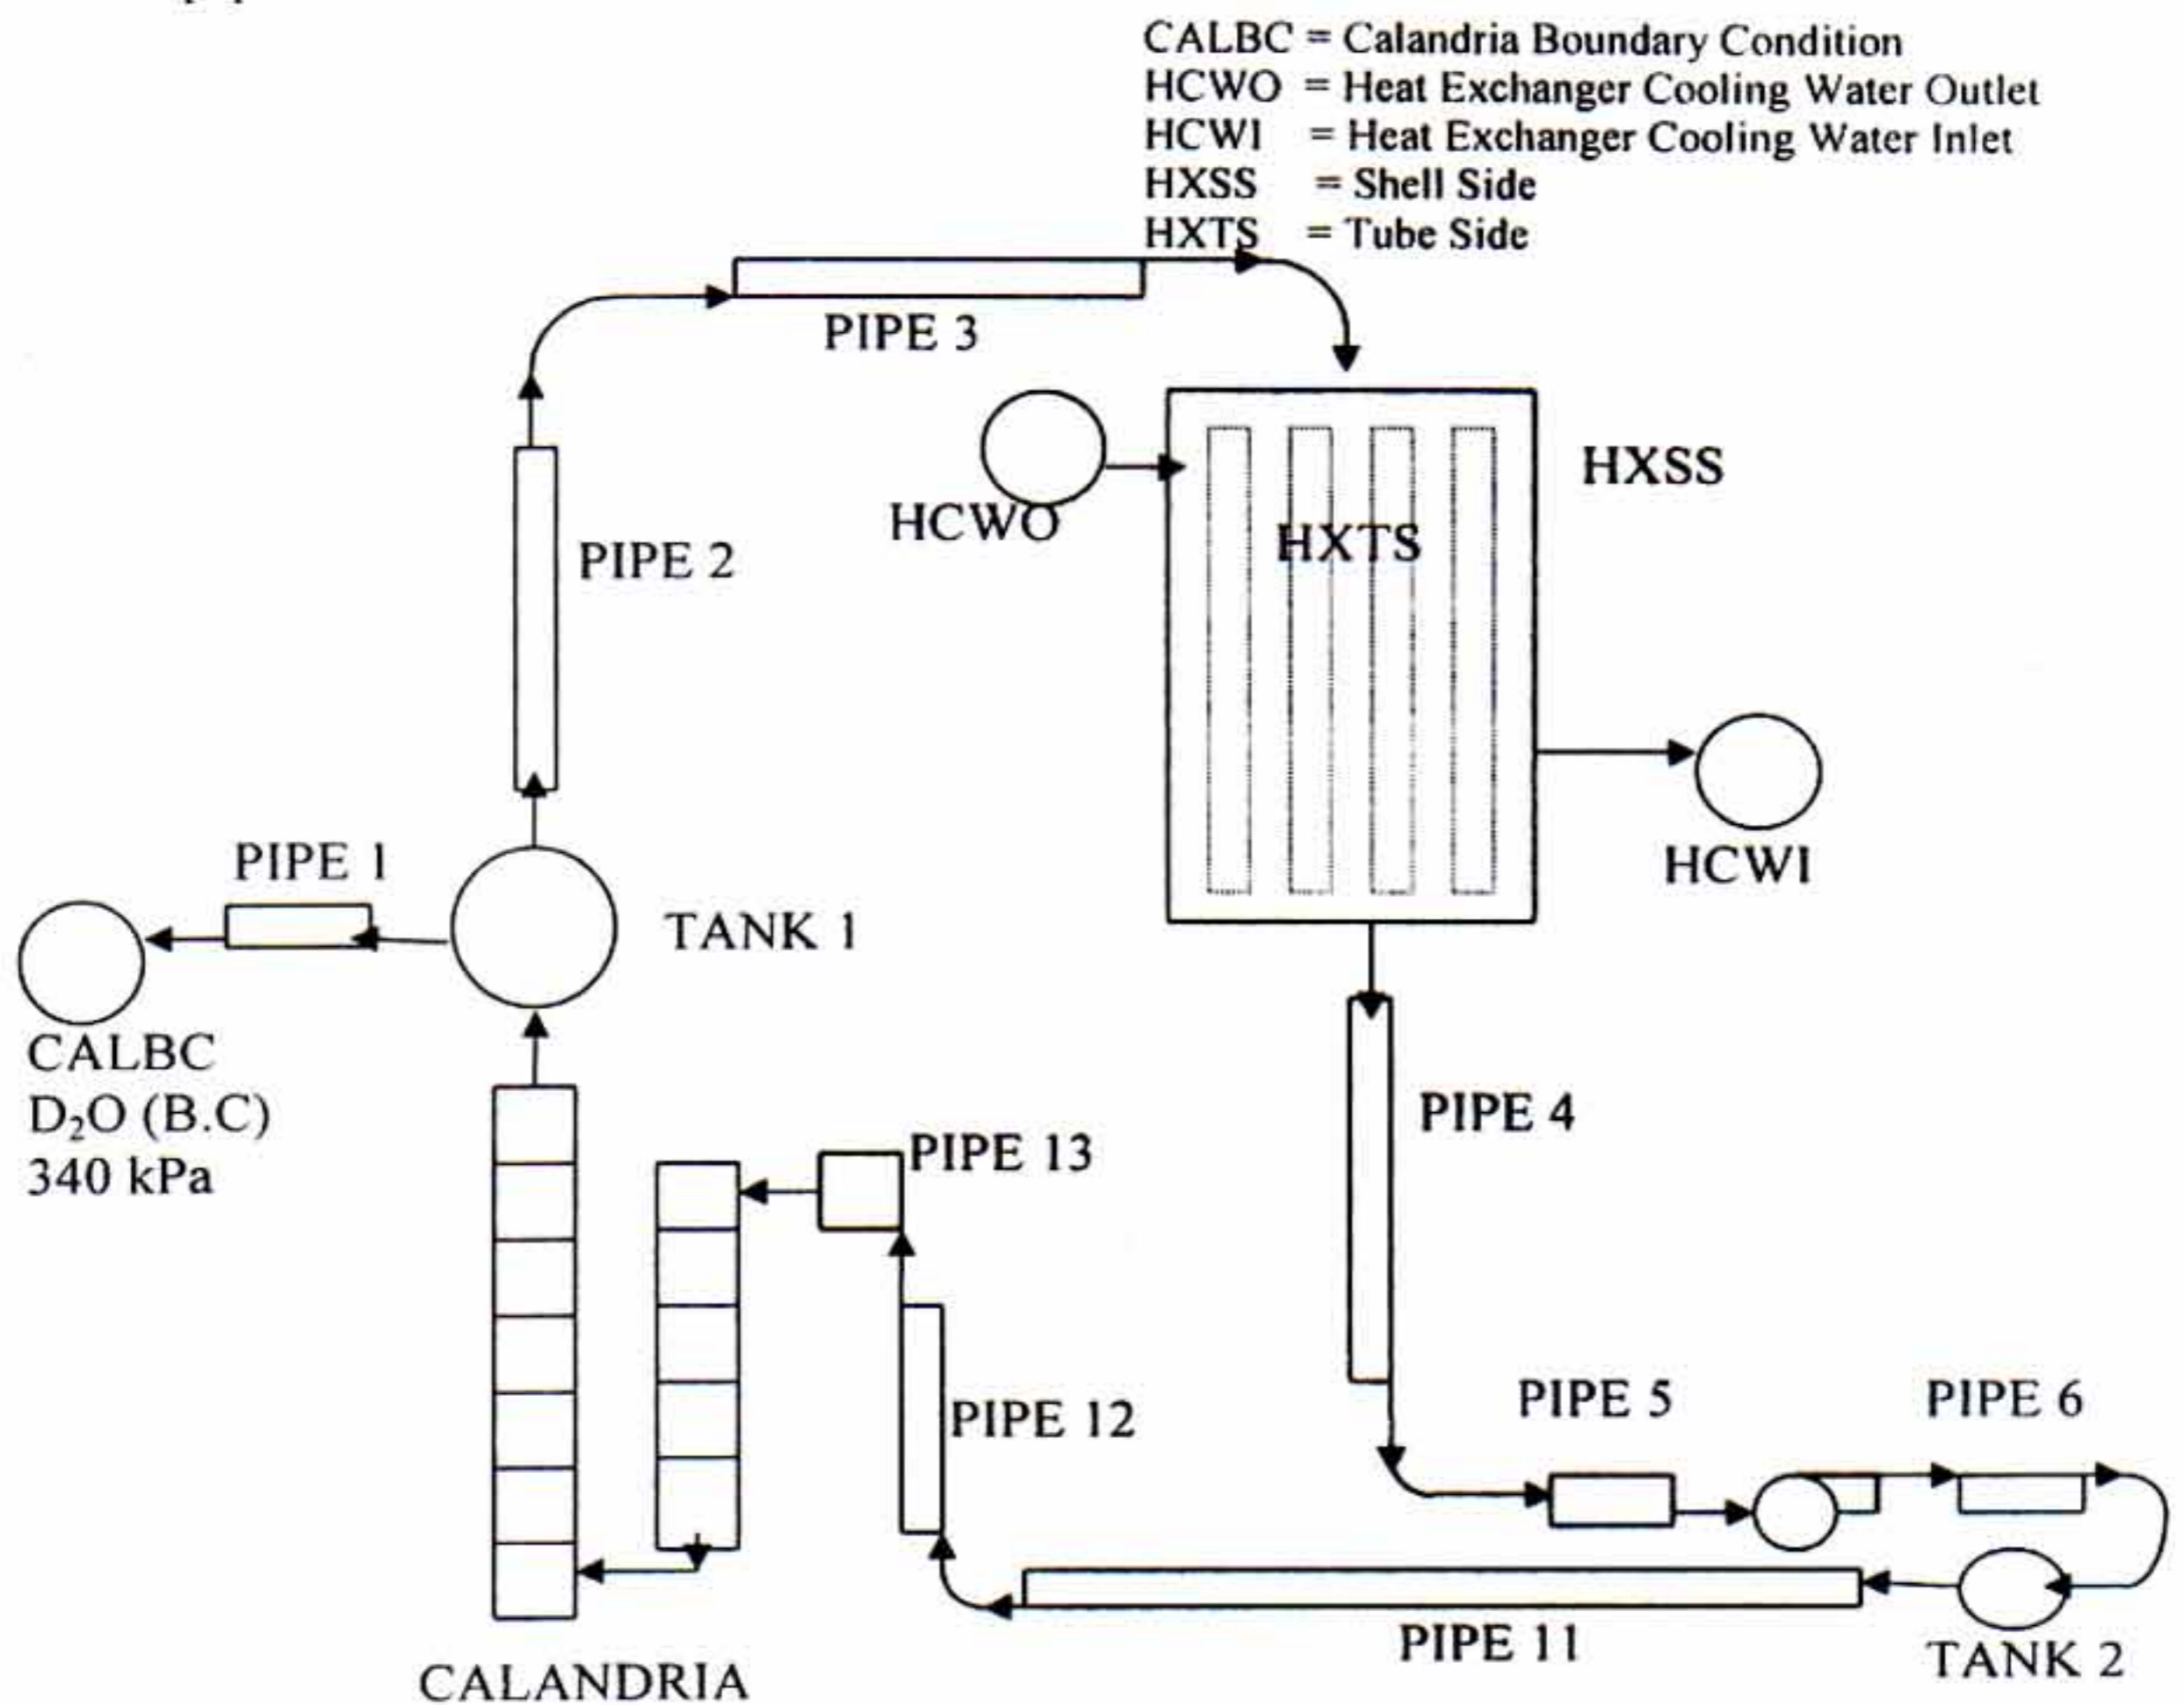 CALBC = Calandria Boundary Condition
HCWO = Heat Exchanger Cooling Water Outlet
HCWI = Heat Exchanger Cooling Water Inlet
HXSS = Shell Side
HXTS = Tube Side
PIPE 3
HXSS
HCWO
HXTS
PIPE 2
PIPE 1
HCWI
TANK 1
CALBC
D₂O (B.C)
340 kPa
PIPE 4
PIPE 13
PIPE 5
PIPE 6
PIPE 12
PIPE 11
TANK 2
CALANDRIA